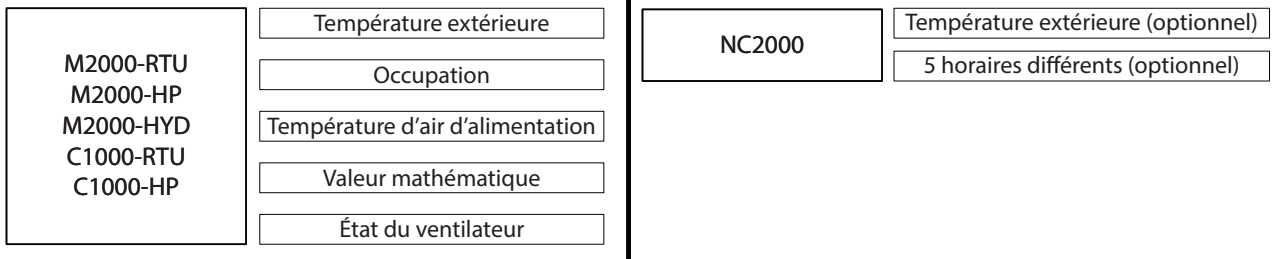 M2000-RTU
M2000-HP
M2000-HYD
C1000-RTU
C1000-HP
Température extérieure
Occupation
Température d’air d’alimentation
Valeur mathématique
État du ventilateur
NC2000
Température extérieure (optionnel)
5 horaires différents (optionnel)